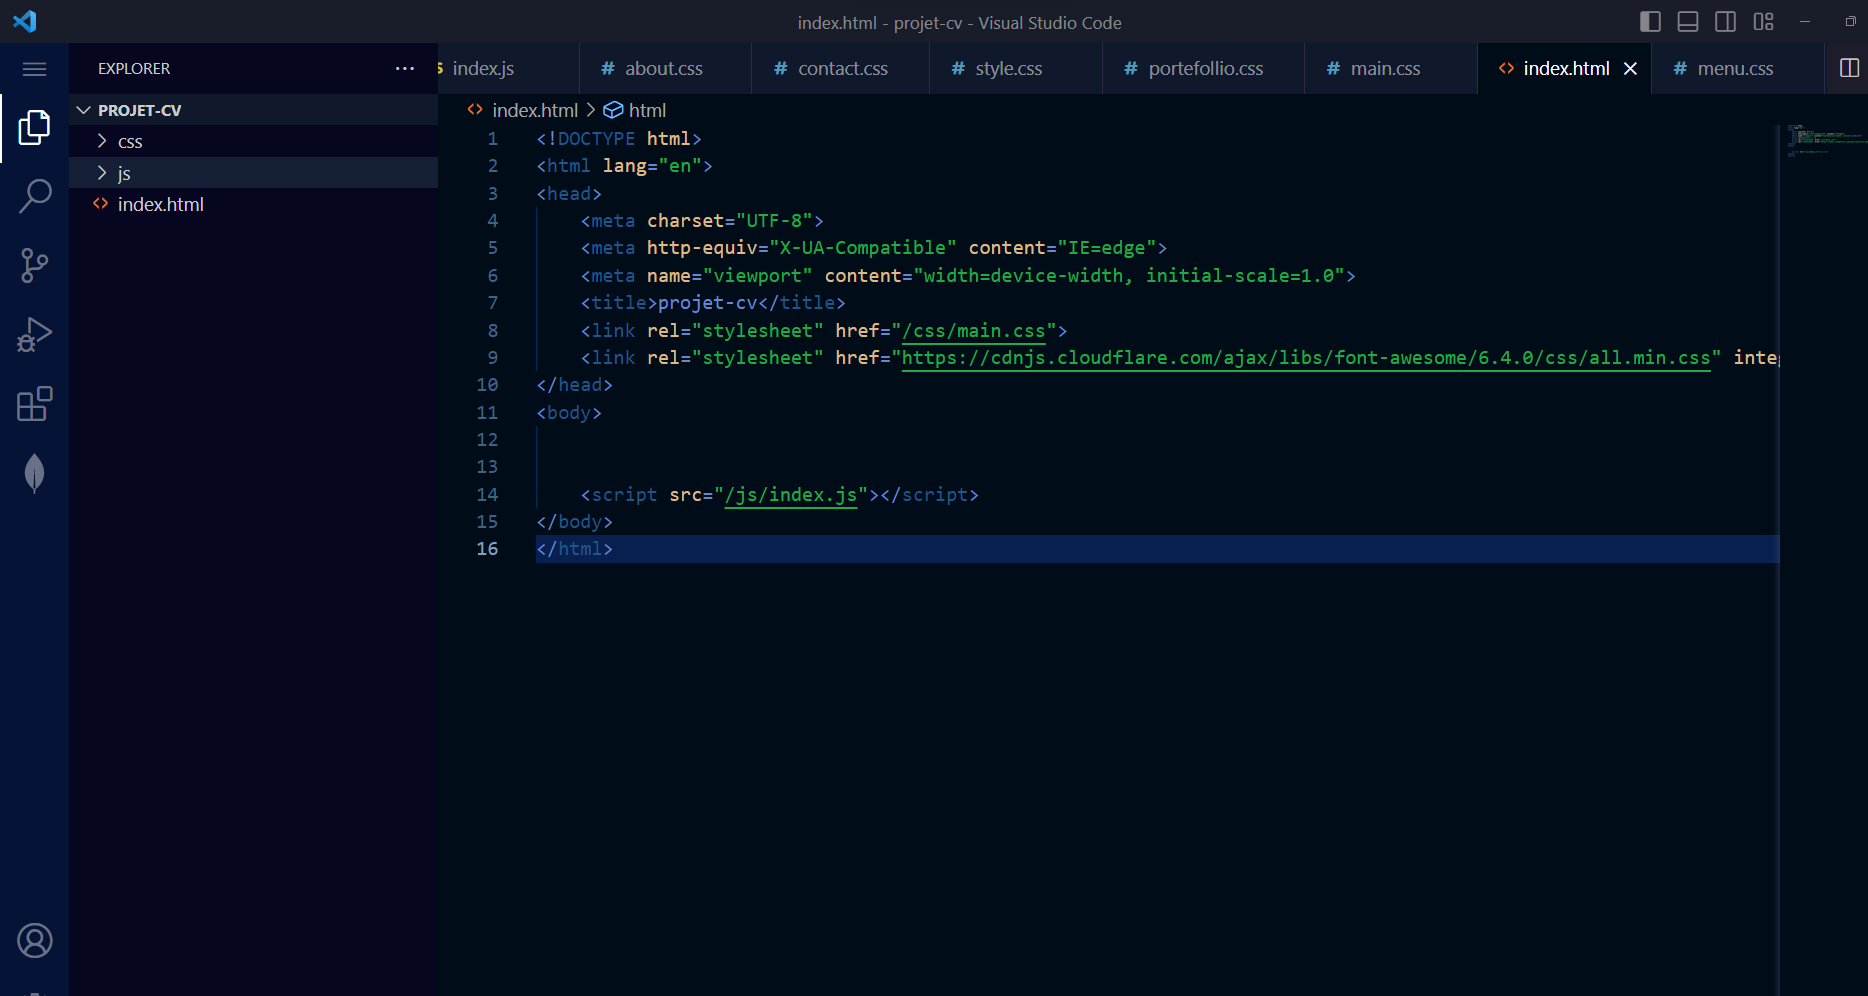 index.html - projet-cv - Visual Studio Code
EXPLORER
index.js
# about.css
# contact.css
# style.css
# portefollio.css
# main.css
<> index.html
# menu.css
PROJET-CV
css
js
<> index.html
<> index.html > html
1 <!DOCTYPE html>
2 <html lang="en">
3 <head>
4     <meta charset="UTF-8">
5     <meta http-equiv="X-UA-Compatible" content="IE=edge">
6     <meta name="viewport" content="width=device-width, initial-scale=1.0">
7     <title>projet-cv</title>
8     <link rel="stylesheet" href="/css/main.css">
9     <link rel="stylesheet" href="https://cdnjs.cloudflare.com/ajax/libs/font-awesome/6.4.0/css/all.min.css" integ
10 </head>
11 <body>
12
13
14     <script src="/js/index.js"></script>
15 </body>
16 </html>